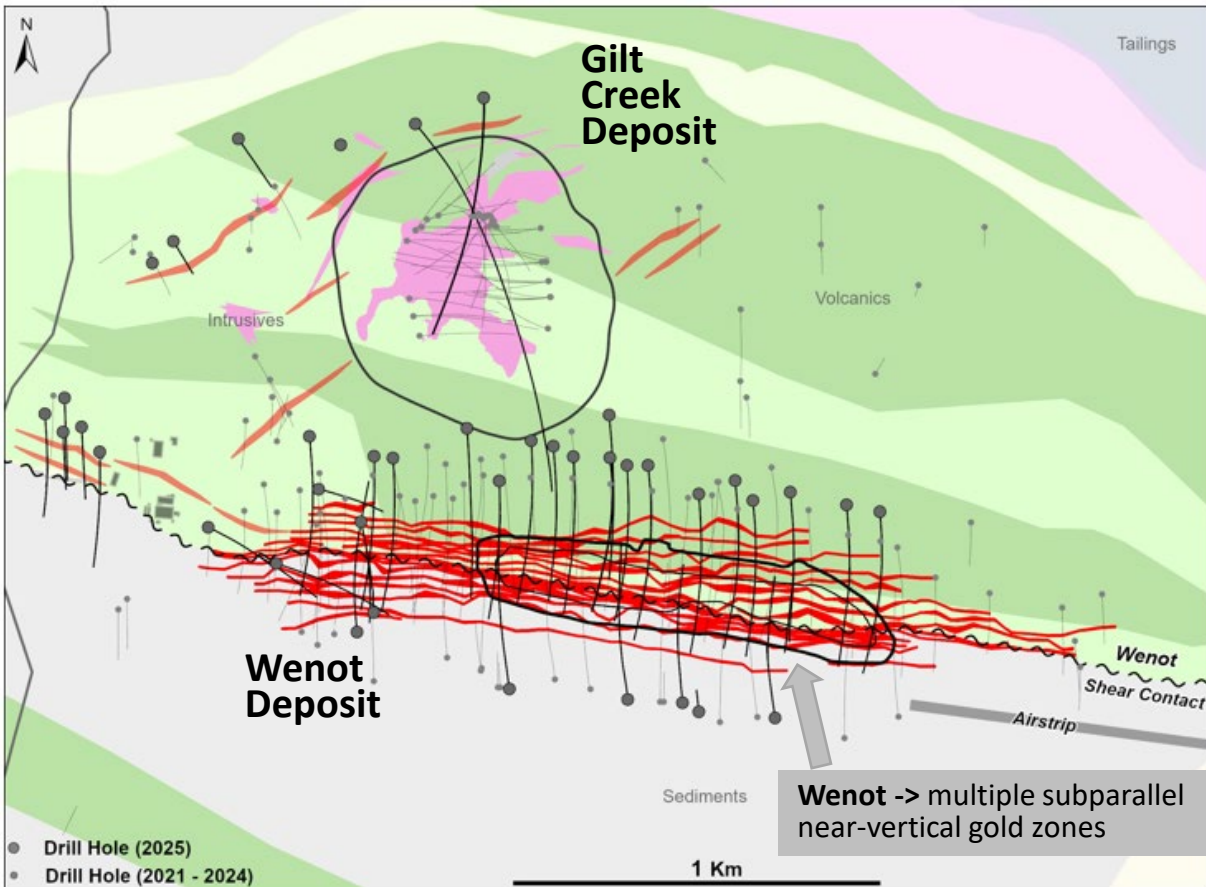 N
Tailings
Gilt
Creek
Deposit
Volcanics
Intrusives
Wenot
Deposit
Wenot
Shear Contact
Airstrip
Sediments
Wenot -> multiple subparallel
near-vertical gold zones
Drill Hole (2025)
Drill Hole (2021 - 2024)
1 Km